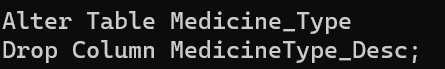 Alter Table Medicine_Type
Drop Column MedicineType_Desc;